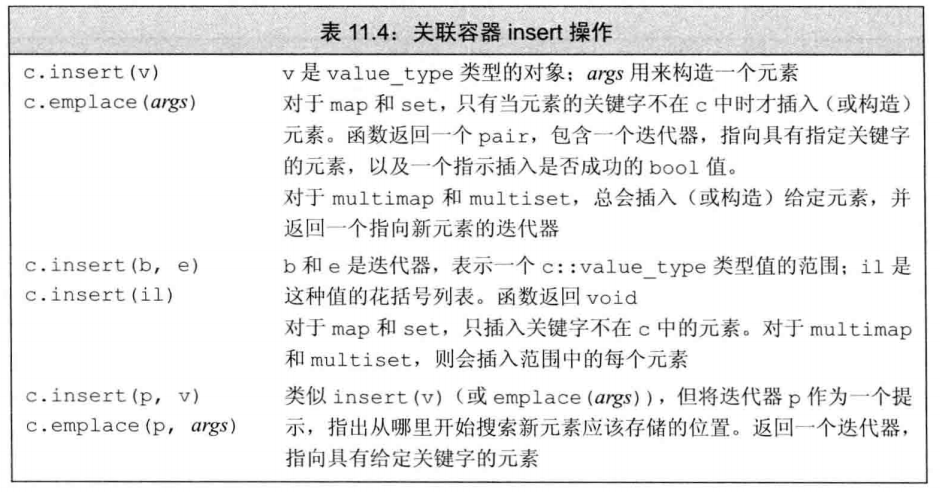 表 11.4：关联容器 insert 操作
c.insert(v) v 是 value_type 类型的对象；args 用来构造一个元素
c.emplace(args) 对于 map 和 set，只有当元素的关键字不在 c 中时才插入（或构造）
元素。函数返回一个 pair，包含一个迭代器，指向具有指定关键字
的元素，以及一个指示插入是否成功的 bool 值。
对于 multimap 和 multiset，总会插入（或构造）给定元素，并
返回一个指向新元素的迭代器
c.insert(b, e) b 和 e 是迭代器，表示一个 c::value_type 类型值的范围；il 是
c.insert(il) 这种值的花括号列表。函数返回 void
对于 map 和 set，只插入关键字不在 c 中的元素。对于 multimap
和 multiset，则会插入范围中的每个元素
c.insert(p, v) 类似 insert(v)（或 emplace(args)），但将迭代器 p 作为一个提
c.emplace(p, args) 示，指出从哪里开始搜索新元素应该存储的位置。返回一个迭代器，
指向具有给定关键字的元素